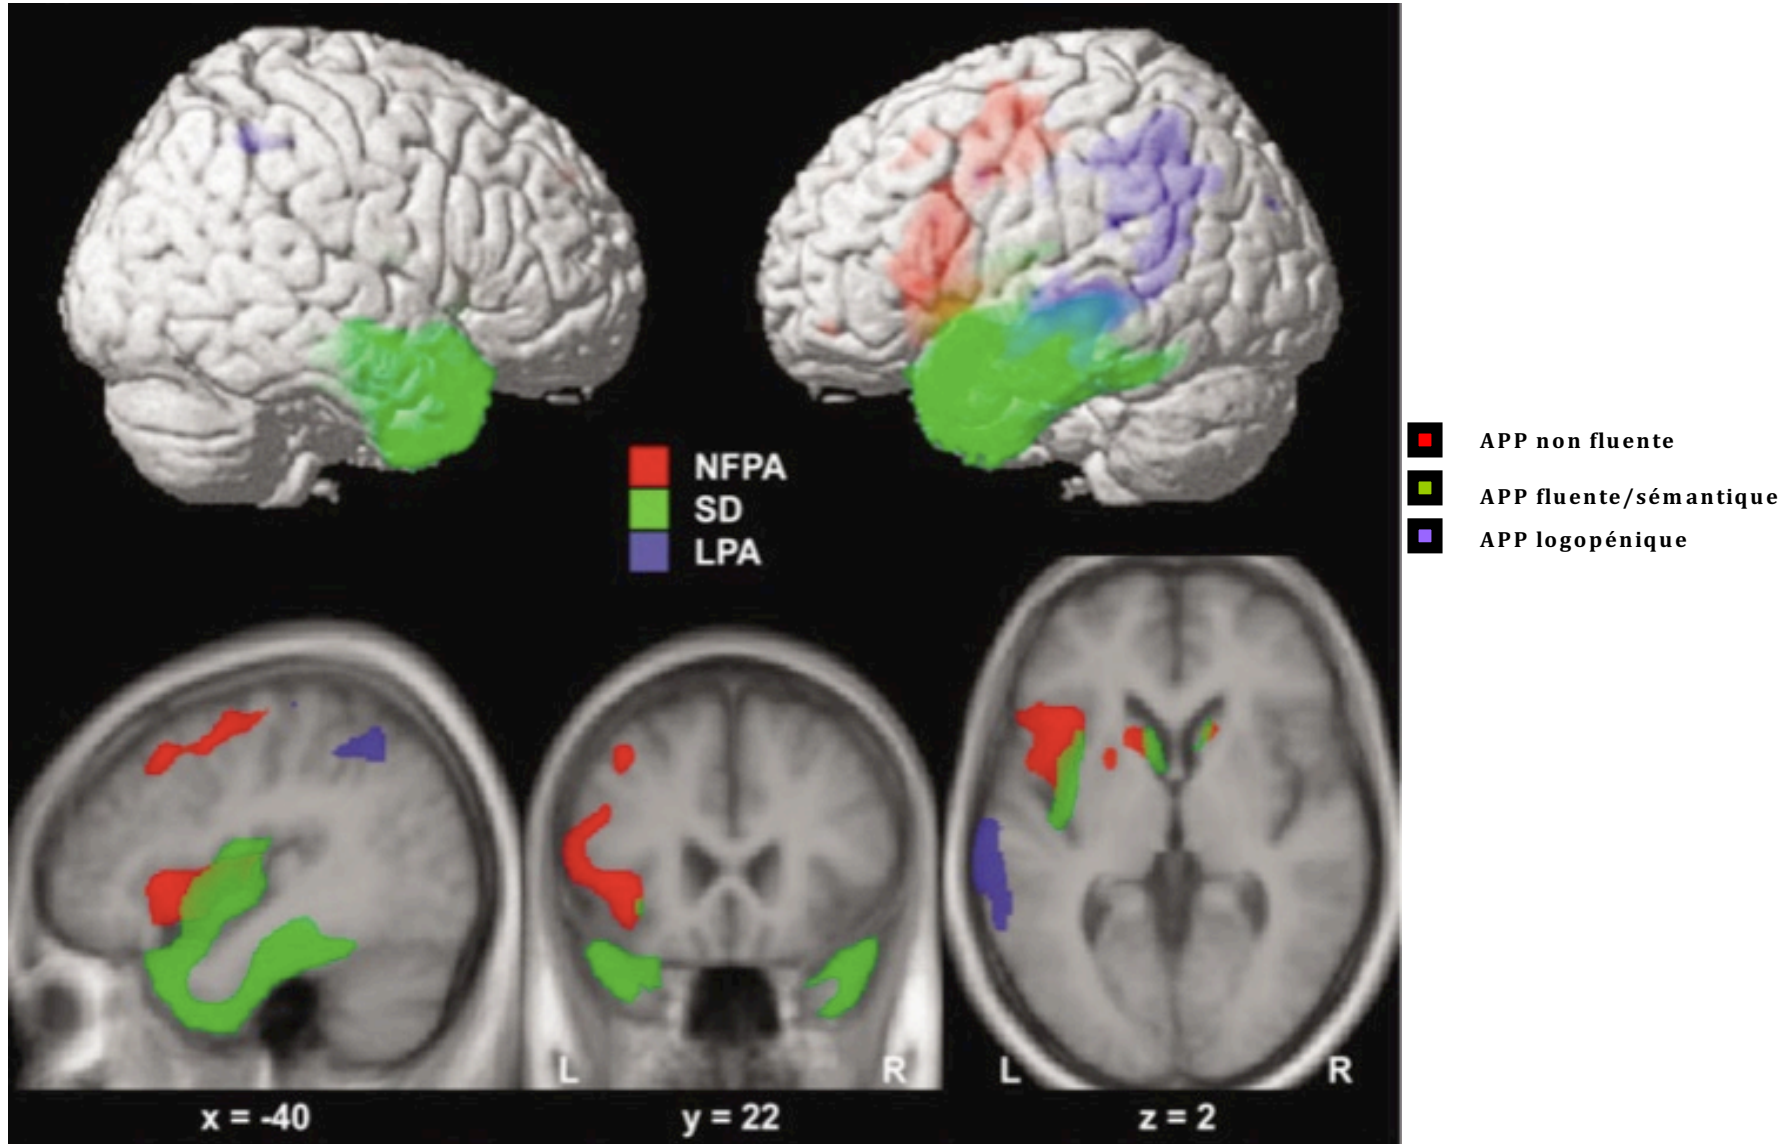 NFPA
SD
LPA
APP non fluente
APP fluente/sémantique
APP logopénique
L
R
L
R
x = -40
y = 22
z = 2